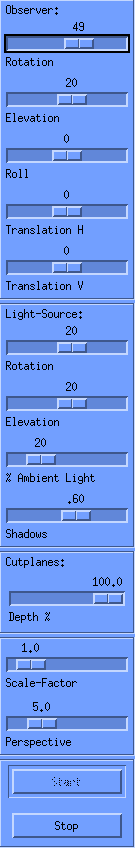 Observer:
49
Rotation
20
Elevation
0
Roll
0
Translation H
0
Translation V
Light-Source:
20
Rotation
20
Elevation
20
% Ambient Light
.60
Shadows
Cutplanes:
100.0
Depth %
1.0
Scale-Factor
5.0
Perspective
Start
Stop